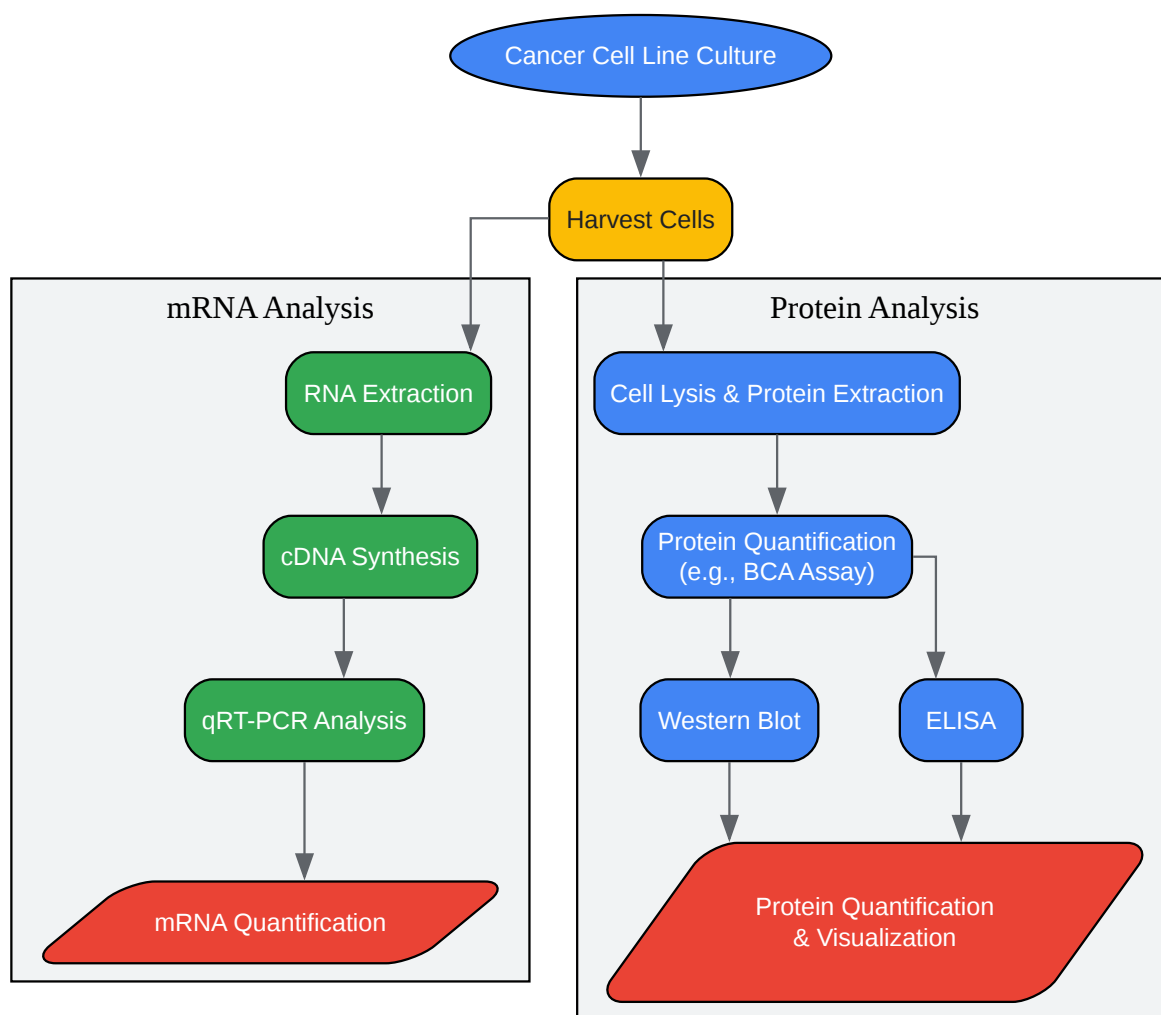 Cancer Cell Line Culture
Harvest Cells
mRNA Analysis
RNA Extraction
cDNA Synthesis
qRT-PCR Analysis
mRNA Quantification
Protein Analysis
Cell Lysis & Protein Extraction
Protein Quantification
(e.g., BCA Assay)
Western Blot
ELISA
Protein Quantification
& Visualization